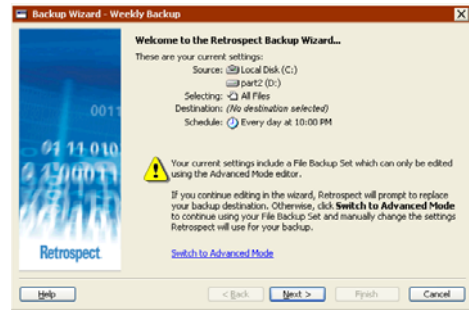 Backup Wizard - Weekly Backup
Welcome to the Retrospect Backup Wizard...
These are your current settings:
Source: Local Disk (C:)
part2 (D:)
Selecting: All Files
Destination: (No destination selected)
Schedule: Every day at 10:00 PM
0011
01 11 010
Your current settings include a File Backup Set which can only be edited
using the Advanced Mode editor.
If you continue editing in the wizard, Retrospect will prompt to replace
your backup destination. Otherwise, click Switch to Advanced Mode
to continue using your File Backup Set and manually change the settings
Retrospect will use for your backup.
Retrospect
Switch to Advanced Mode
Help
< Back
Next >
Finish
Cancel